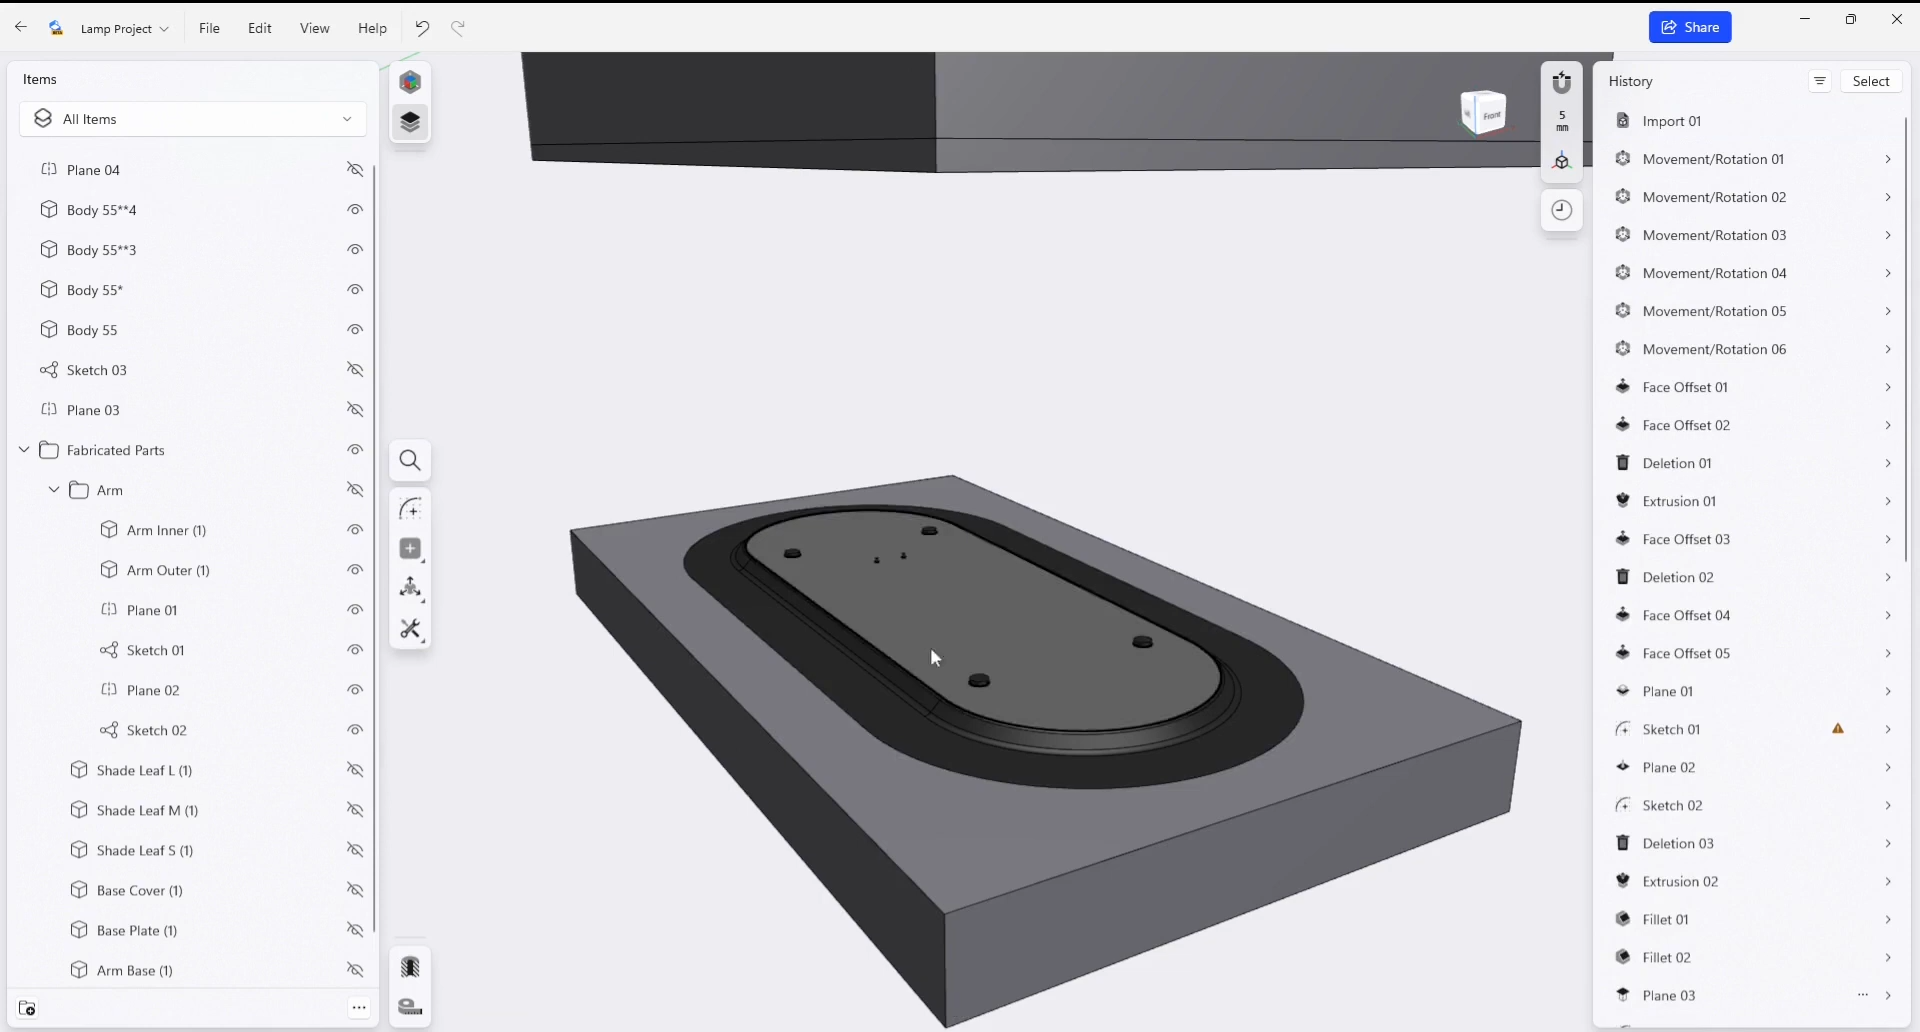 Lamp Project
File
Edit
View
Help
Share
Items
All Items
Plane 04
Body 55**4
Body 55**3
Body 55*
Body 55
Sketch 03
Plane 03
Fabricated Parts
Arm
Arm Inner (1)
Arm Outer (1)
Plane 01
Sketch 01
Plane 02
Sketch 02
Shade Leaf L (1)
Shade Leaf M (1)
Shade Leaf S (1)
Base Cover (1)
Base Plate (1)
Arm Base (1)
Front
5
mm
History
Select
Import 01
Movement/Rotation 01
Movement/Rotation 02
Movement/Rotation 03
Movement/Rotation 04
Movement/Rotation 05
Movement/Rotation 06
Face Offset 01
Face Offset 02
Deletion 01
Extrusion 01
Face Offset 03
Deletion 02
Face Offset 04
Face Offset 05
Plane 01
Sketch 01
Plane 02
Sketch 02
Deletion 03
Extrusion 02
Fillet 01
Fillet 02
Plane 03